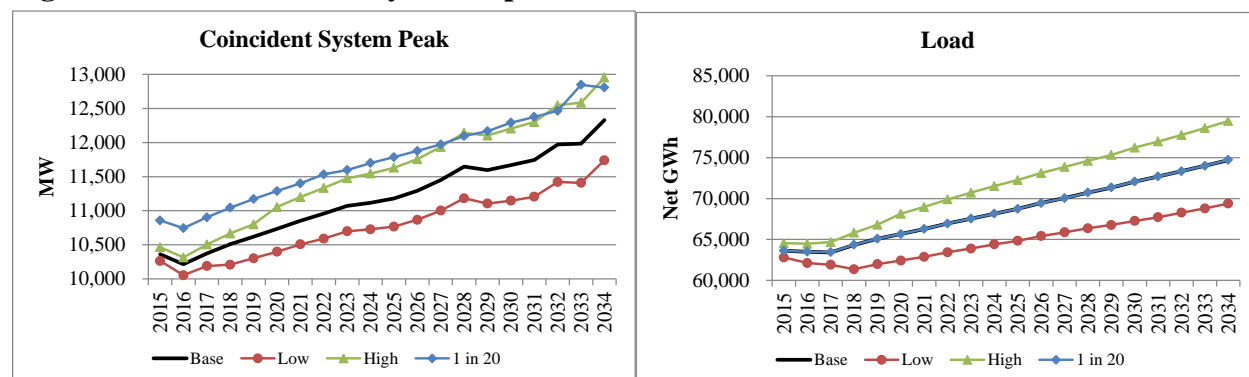 Coincident System Peak
MW
13,000
12,500
12,000
11,500
11,000
10,500
10,000
2015 2016 2017 2018 2019 2020 2021 2022 2023 2024 2025 2026 2027 2028 2029 2030 2031 2032 2033 2034
Base Low High 1 in 20
Load
Net GWh
85,000
80,000
75,000
70,000
65,000
60,000
2015 2016 2017 2018 2019 2020 2021 2022 2023 2024 2025 2026 2027 2028 2029 2030 2031 2032 2033 2034
Base Low High 1 in 20